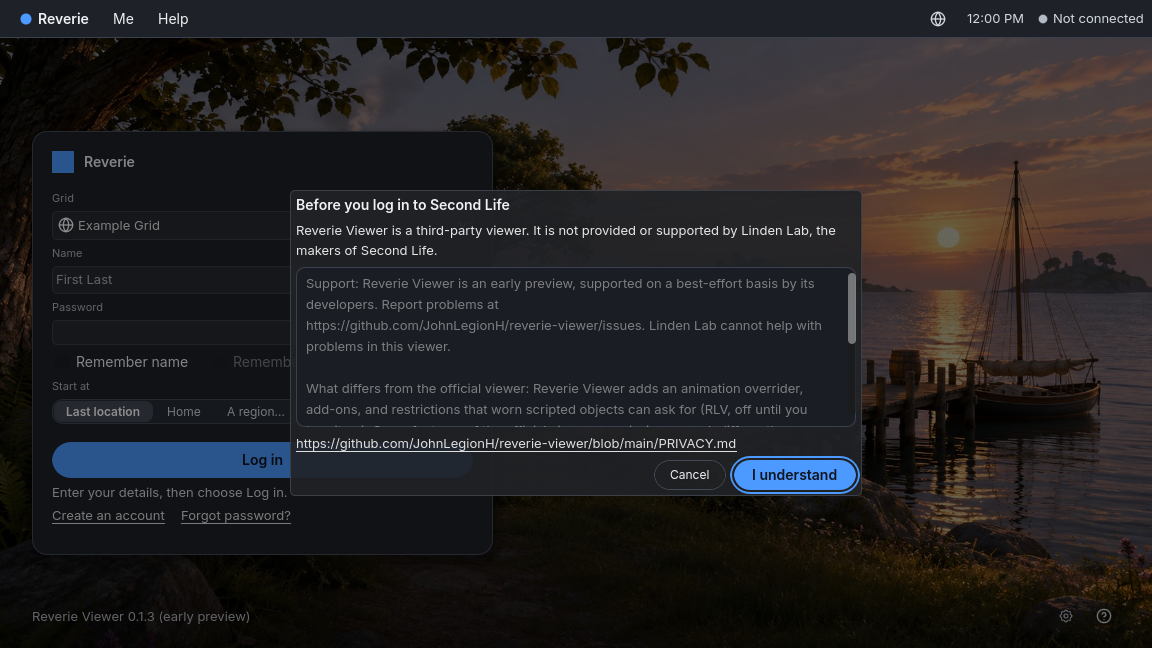 Reverie Me Help 12:00 PM Not connected
Reverie
Grid
Example Grid
Name
First Last
Password
Remember name
Rememb
Start at
Last location Home A region...
Log in
Enter your details, then choose Log in.
Create an account Forgot password?
Before you log in to Second Life
Reverie Viewer is a third-party viewer. It is not provided or supported by Linden Lab, the
makers of Second Life.
Support: Reverie Viewer is an early preview, supported on a best-effort basis by its
developers. Report problems at
https://github.com/JohnLegionH/reverie-viewer/issues. Linden Lab cannot help with
problems in this viewer.
What differs from the official viewer: Reverie Viewer adds an animation overrider,
add-ons, and restrictions that worn scripted objects can ask for (RLV, off until you
https://github.com/JohnLegionH/reverie-viewer/blob/main/PRIVACY.md
Cancel I understand
Reverie Viewer 0.1.3 (early preview)